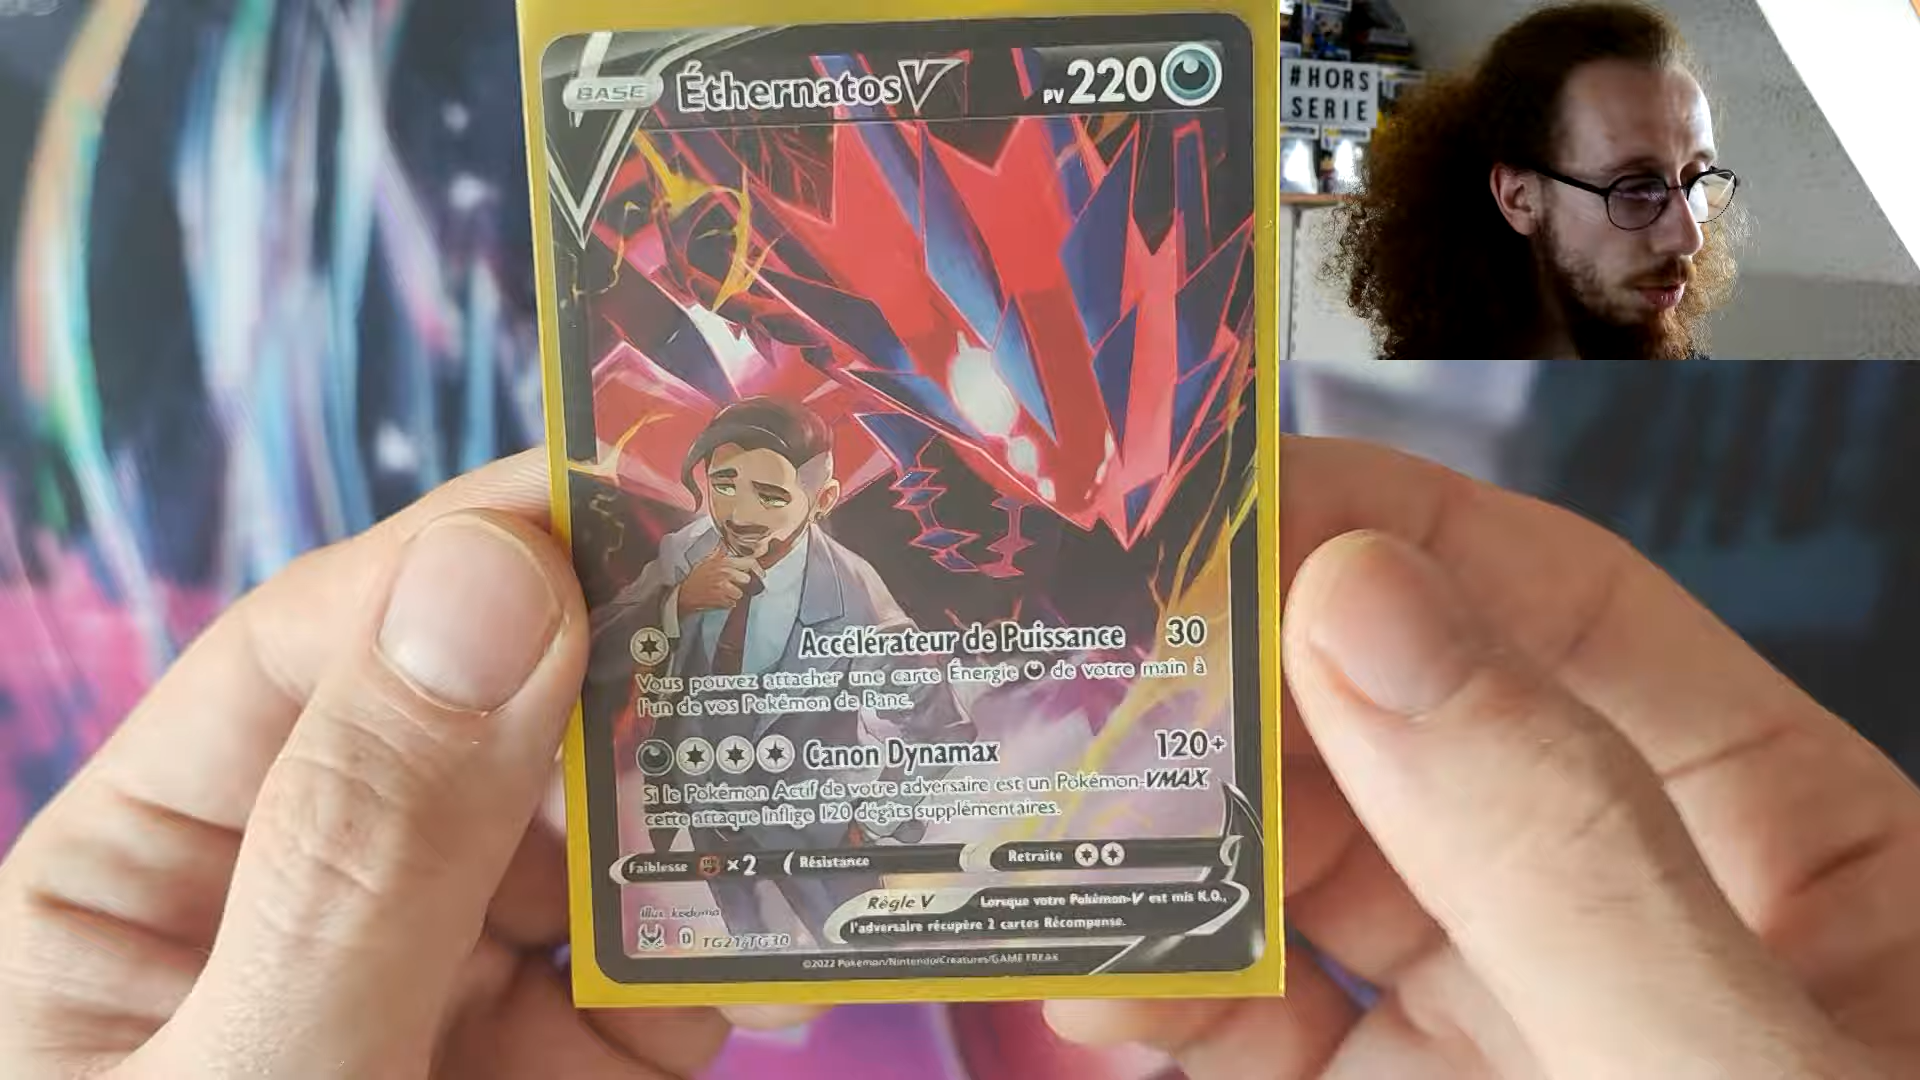 BASE
Éthernatos V
PV 220
#HORS
SERIE
Accélérateur de Puissance 30
Vous pouvez attacher une carte Énergie de votre main à
l'un de vos Pokémon de Banc.
Canon Dynamax 120+
Si le Pokémon Actif de votre adversaire est un Pokémon-VMAX,
cette attaque inflige 120 dégâts supplémentaires.
Faiblesse ×2 Résistance Retraite
Règle V Lorsque votre Pokémon-V est mis K.O.,
l'adversaire récupère 2 cartes Récompense.
Illus. keduma
D TG21/TG30
©2022 Pokémon/Nintendo/Creatures/GAME FREAK